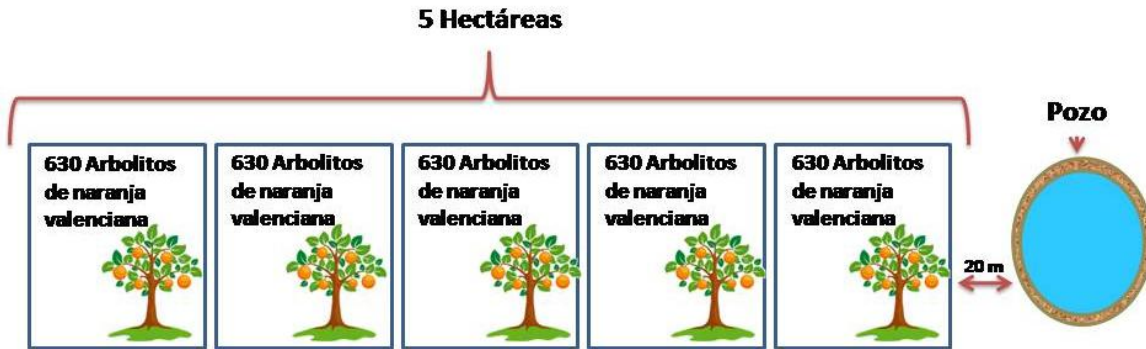 5 Hectáreas
Pozo
630 Arbolitos
de naranja
valenciana
630 Arbolitos
de naranja
valenciana
630 Arbolitos
de naranja
valenciana
630 Arbolitos
de naranja
valenciana
630 Arbolitos
de naranja
valenciana
20 m